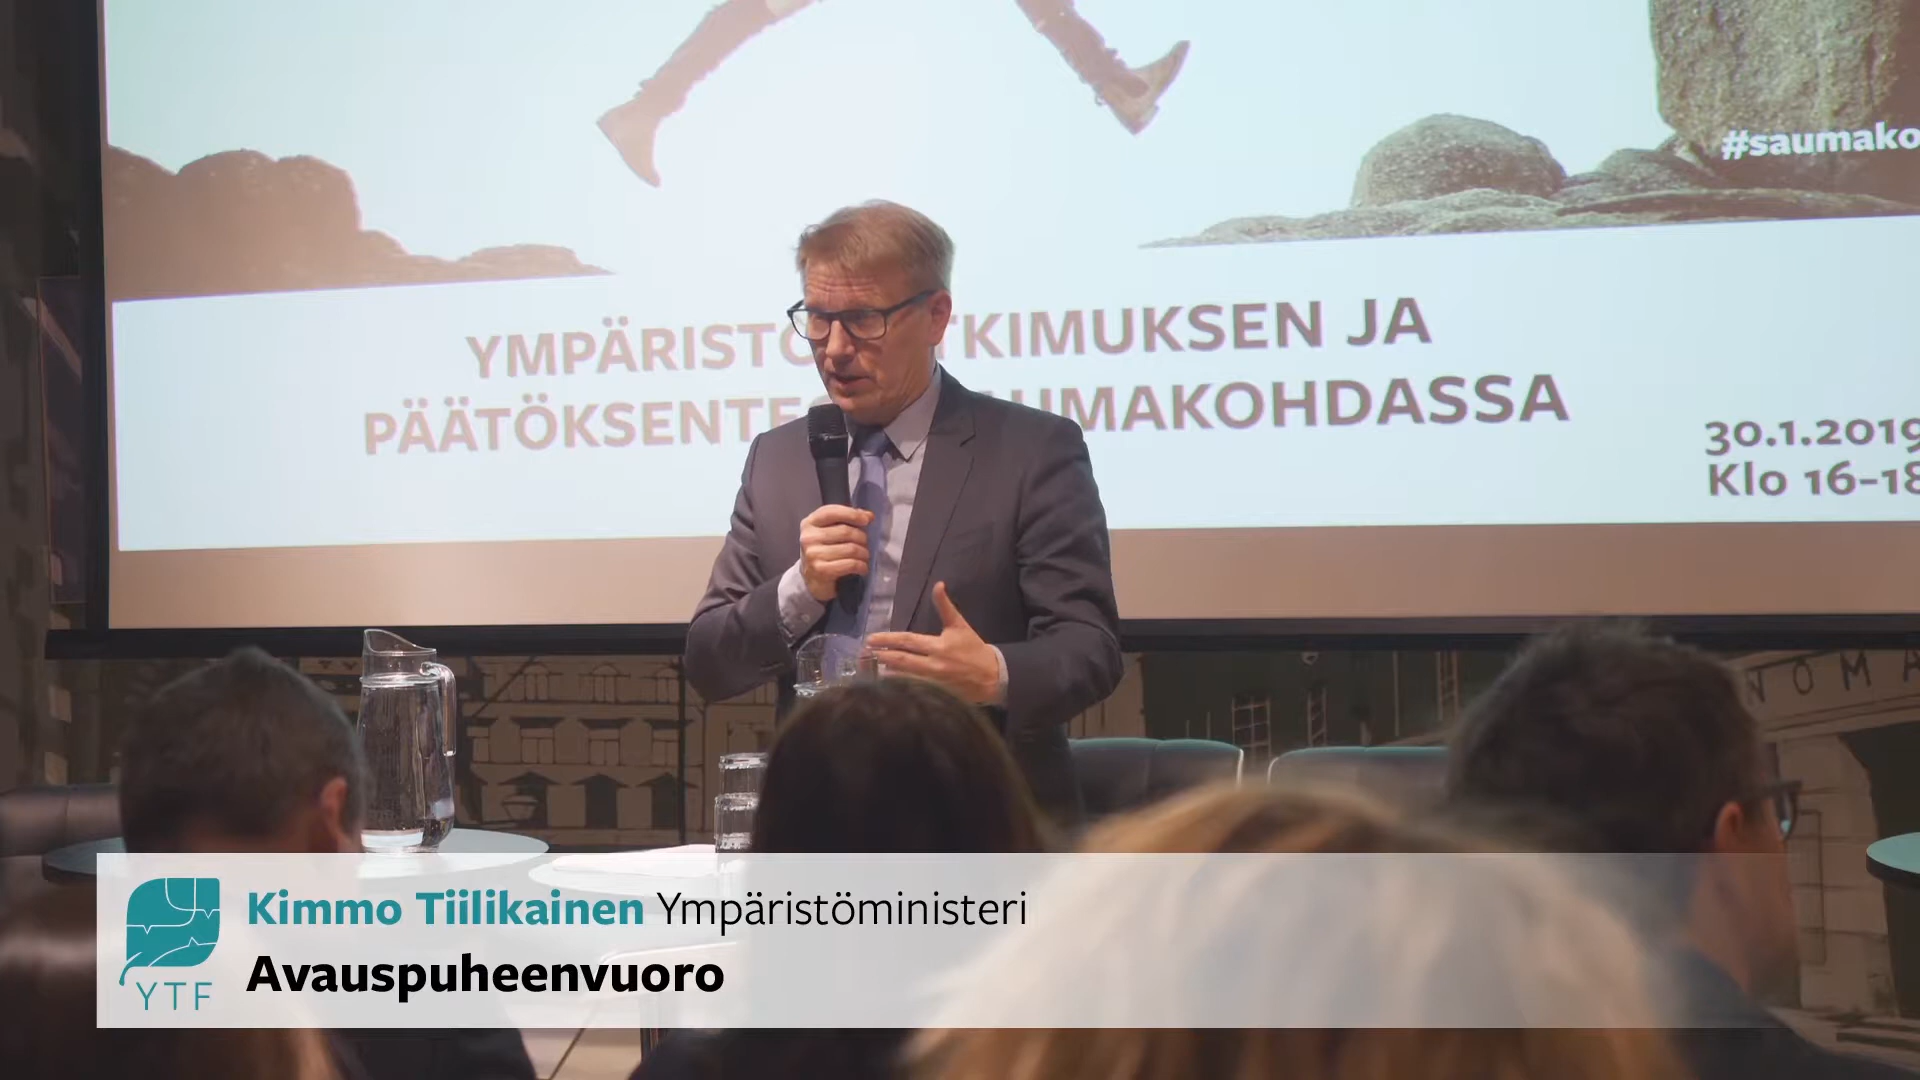 #saumako
YMPÄRISTÖ TKIMUKSEN JA
PÄÄTÖKSENTE UMAKOHDASSA
30.1.2019
Klo 16-18
NOMA
Kimmo Tiilikainen Ympäristöministeri
Avauspuheenvuoro
YTF